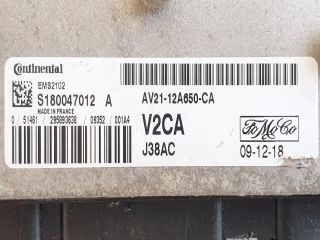 Continental
EMS2102
S180047012 A
MADE IN FRANCE
0 / 51461 / 295693638 / 09352 / 001A4
AV21-12A650-CA
V2CA
J38AC
FoMoCo
09-12-18